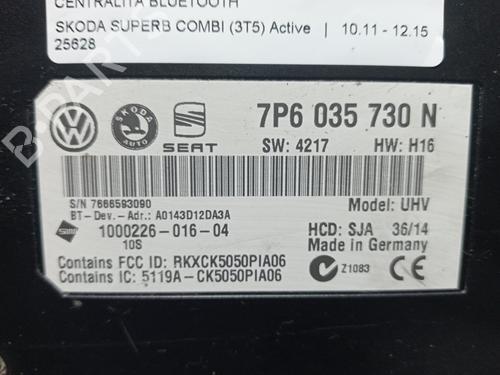 CENTRALITA BLUETOOTH
SKODA SUPERB COMBI (3T5) Active | 10.11 - 12.15
25628
SKODA
AUTO
SEAT
7P6 035 730 N
SW: 4217 HW: H16
S/N 7666593090
Model: UHV
BT-Dev.-Adr.: A0143D12DA3A
1000226-016-04
10S
HCD: SJA 36/14
Made in Germany
Contains FCC ID: RKXCK5050PIA06
Contains IC: 5119A-CK5050PIA06
Z1083